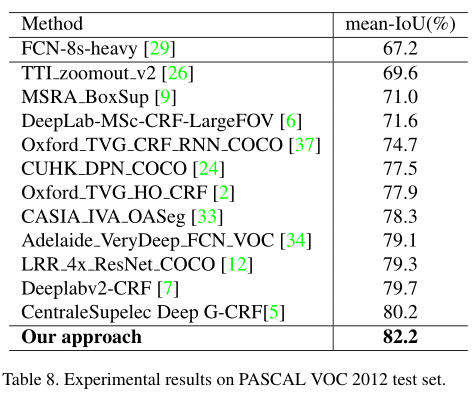 Method mean-IoU(%)
FCN-8s-heavy [29] 67.2
TTI_zoomout_v2 [26] 69.6
MSRA_BoxSup [9] 71.0
DeepLab-MSc-CRF-LargeFOV [6] 71.6
Oxford_TVG_CRF_RNN_COCO [37] 74.7
CUHK_DPN_COCO [24] 77.5
Oxford_TVG_HO_CRF [2] 77.9
CASIA_IVA_OASeg [33] 78.3
Adelaide_VeryDeep_FCN_VOC [34] 79.1
LRR_4x_ResNet_COCO [12] 79.3
Deeplabv2-CRF [7] 79.7
CentraleSupelec Deep G-CRF[5] 80.2
Our approach 82.2
Table 8. Experimental results on PASCAL VOC 2012 test set.